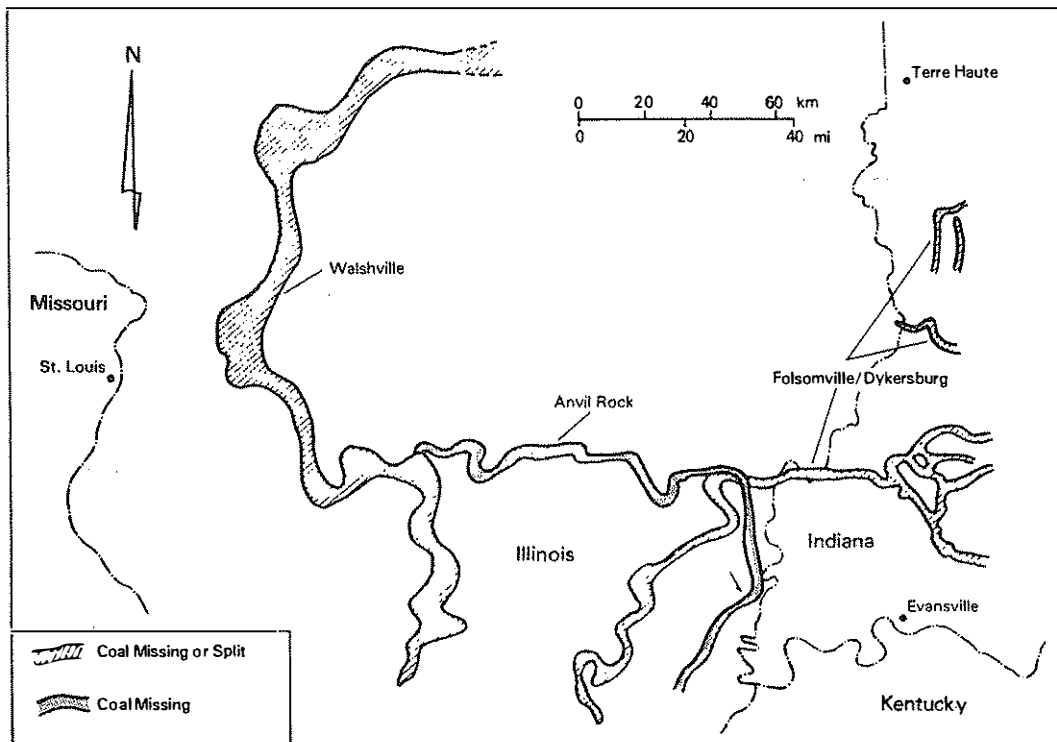 N
Terre Haute
0 20 40 60 km
0 20 40 mi
Walshville
Missouri
St. Louis
Folsomville/Dykersburg
Anvil Rock
Illinois
Indiana
Evansville
Kentucky
Coal Missing or Split
Coal Missing